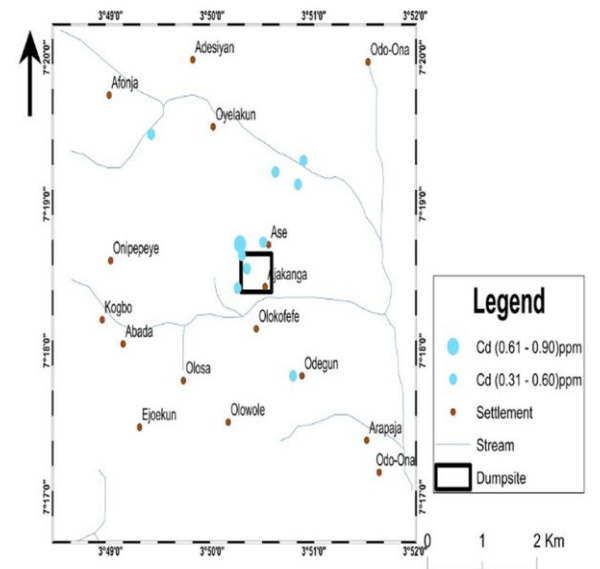 3°49'0" 3°50'0" 3°51'0" 3°52'0"
7°20'0" 7°20'0"
Adesiyan
Odo-Ona
Afonja
Oyelakun
7°19'0" 7°19'0"
Ase
Onipepeye
Ajakanga
Kogbo
Olokofefe
Abada
7°18'0" 7°18'0"
Olosa
Odegun
Ejoekun
Olowole
Arapaja
Odo-Ona
7°17'0" 7°17'0"
3°49'0" 3°50'0" 3°51'0" 3°52'0"
Legend
Cd (0.61 - 0.90)ppm
Cd (0.31 - 0.60)ppm
Settlement
Stream
Dumpsite
0 1 2 Km